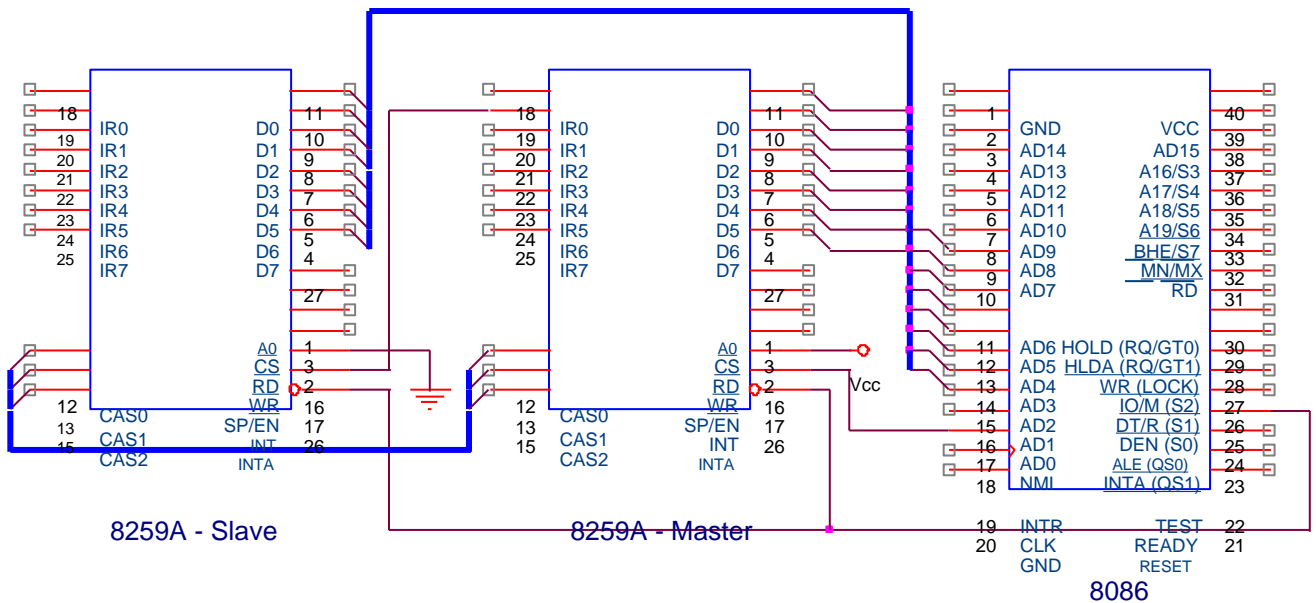 18 11 18 11 1 40
IR0 D0 IR0 D0 GND VCC
19 10 19 10 2 39
IR1 D1 IR1 D1 AD14 AD15
20 9 20 9 3 38
IR2 D2 IR2 D2 AD13 A16/S3
21 8 21 8 4 37
IR3 D3 IR3 D3 AD12 A17/S4
22 7 22 7 5 36
IR4 D4 IR4 D4 AD11 A18/S5
23 6 23 6 6 35
IR5 D5 IR5 D5 AD10 A19/S6
24 5 24 5 7 34
IR6 D6 IR6 D6 AD9 BHE/S7
25 4 25 4 8 33
IR7 D7 IR7 D7 AD8 MN/MX
9 32
27 27 AD7 RD
10 31
A0 1 A0 1 11 AD6 HOLD (RQ/GT0) 30
CS 3 CS 3 12 AD5 HLDA (RQ/GT1) 29
RD 2 RD 2 Vcc 13 AD4 WR (LOCK) 28
12 CAS0 WR 16 12 CAS0 WR 16 14 AD3 IO/M (S2) 27
13 CAS1 SP/EN 17 13 CAS1 SP/EN 17 15 AD2 DT/R (S1) 26
15 CAS2 INT 26 15 CAS2 INT 26 16 AD1 DEN (S0) 25
INTA INTA 17 AD0 ALE (QS0) 24
18 NMI INTA (QS1) 23
8259A - Slave 8259A - Master
19 INTR TEST 22
20 CLK READY 21
GND RESET
8086